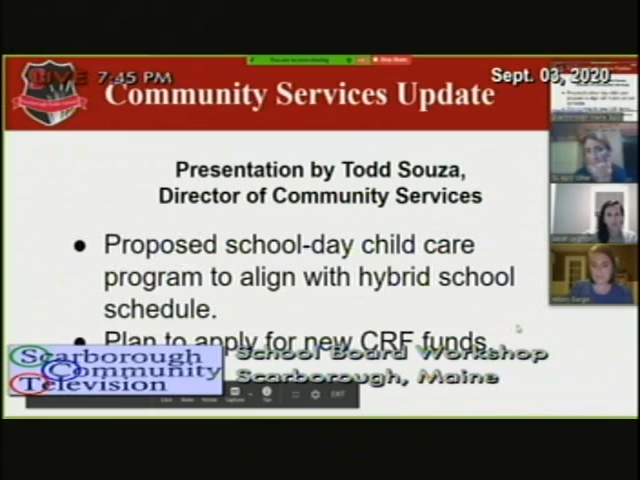 LIVE 7:45 PM
Sept. 03, 2020
Community Services Update
Presentation by Todd Souza,
Director of Community Services
● Proposed school-day child care
program to align with hybrid school
schedule.
● Plan to apply for new CRF funds.
Scarborough
Community
Television
School Board Workshop
Scarborough, Maine
EXIT